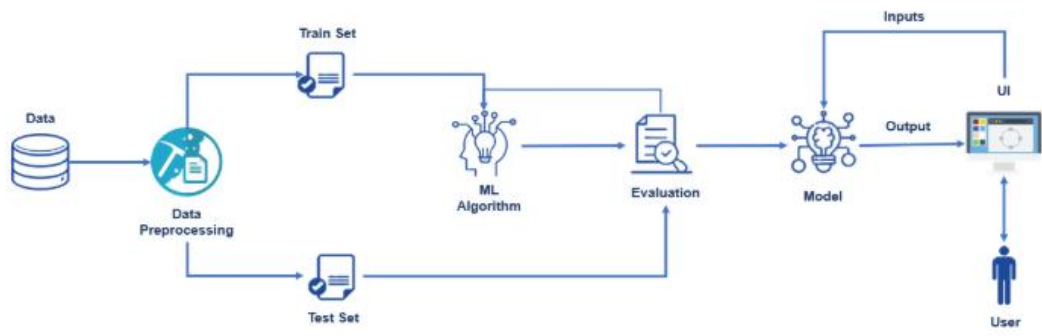 Inputs
Train Set
UI
Data
Output
ML
Algorithm
Evaluation
Model
Data
Preprocessing
Test Set
User